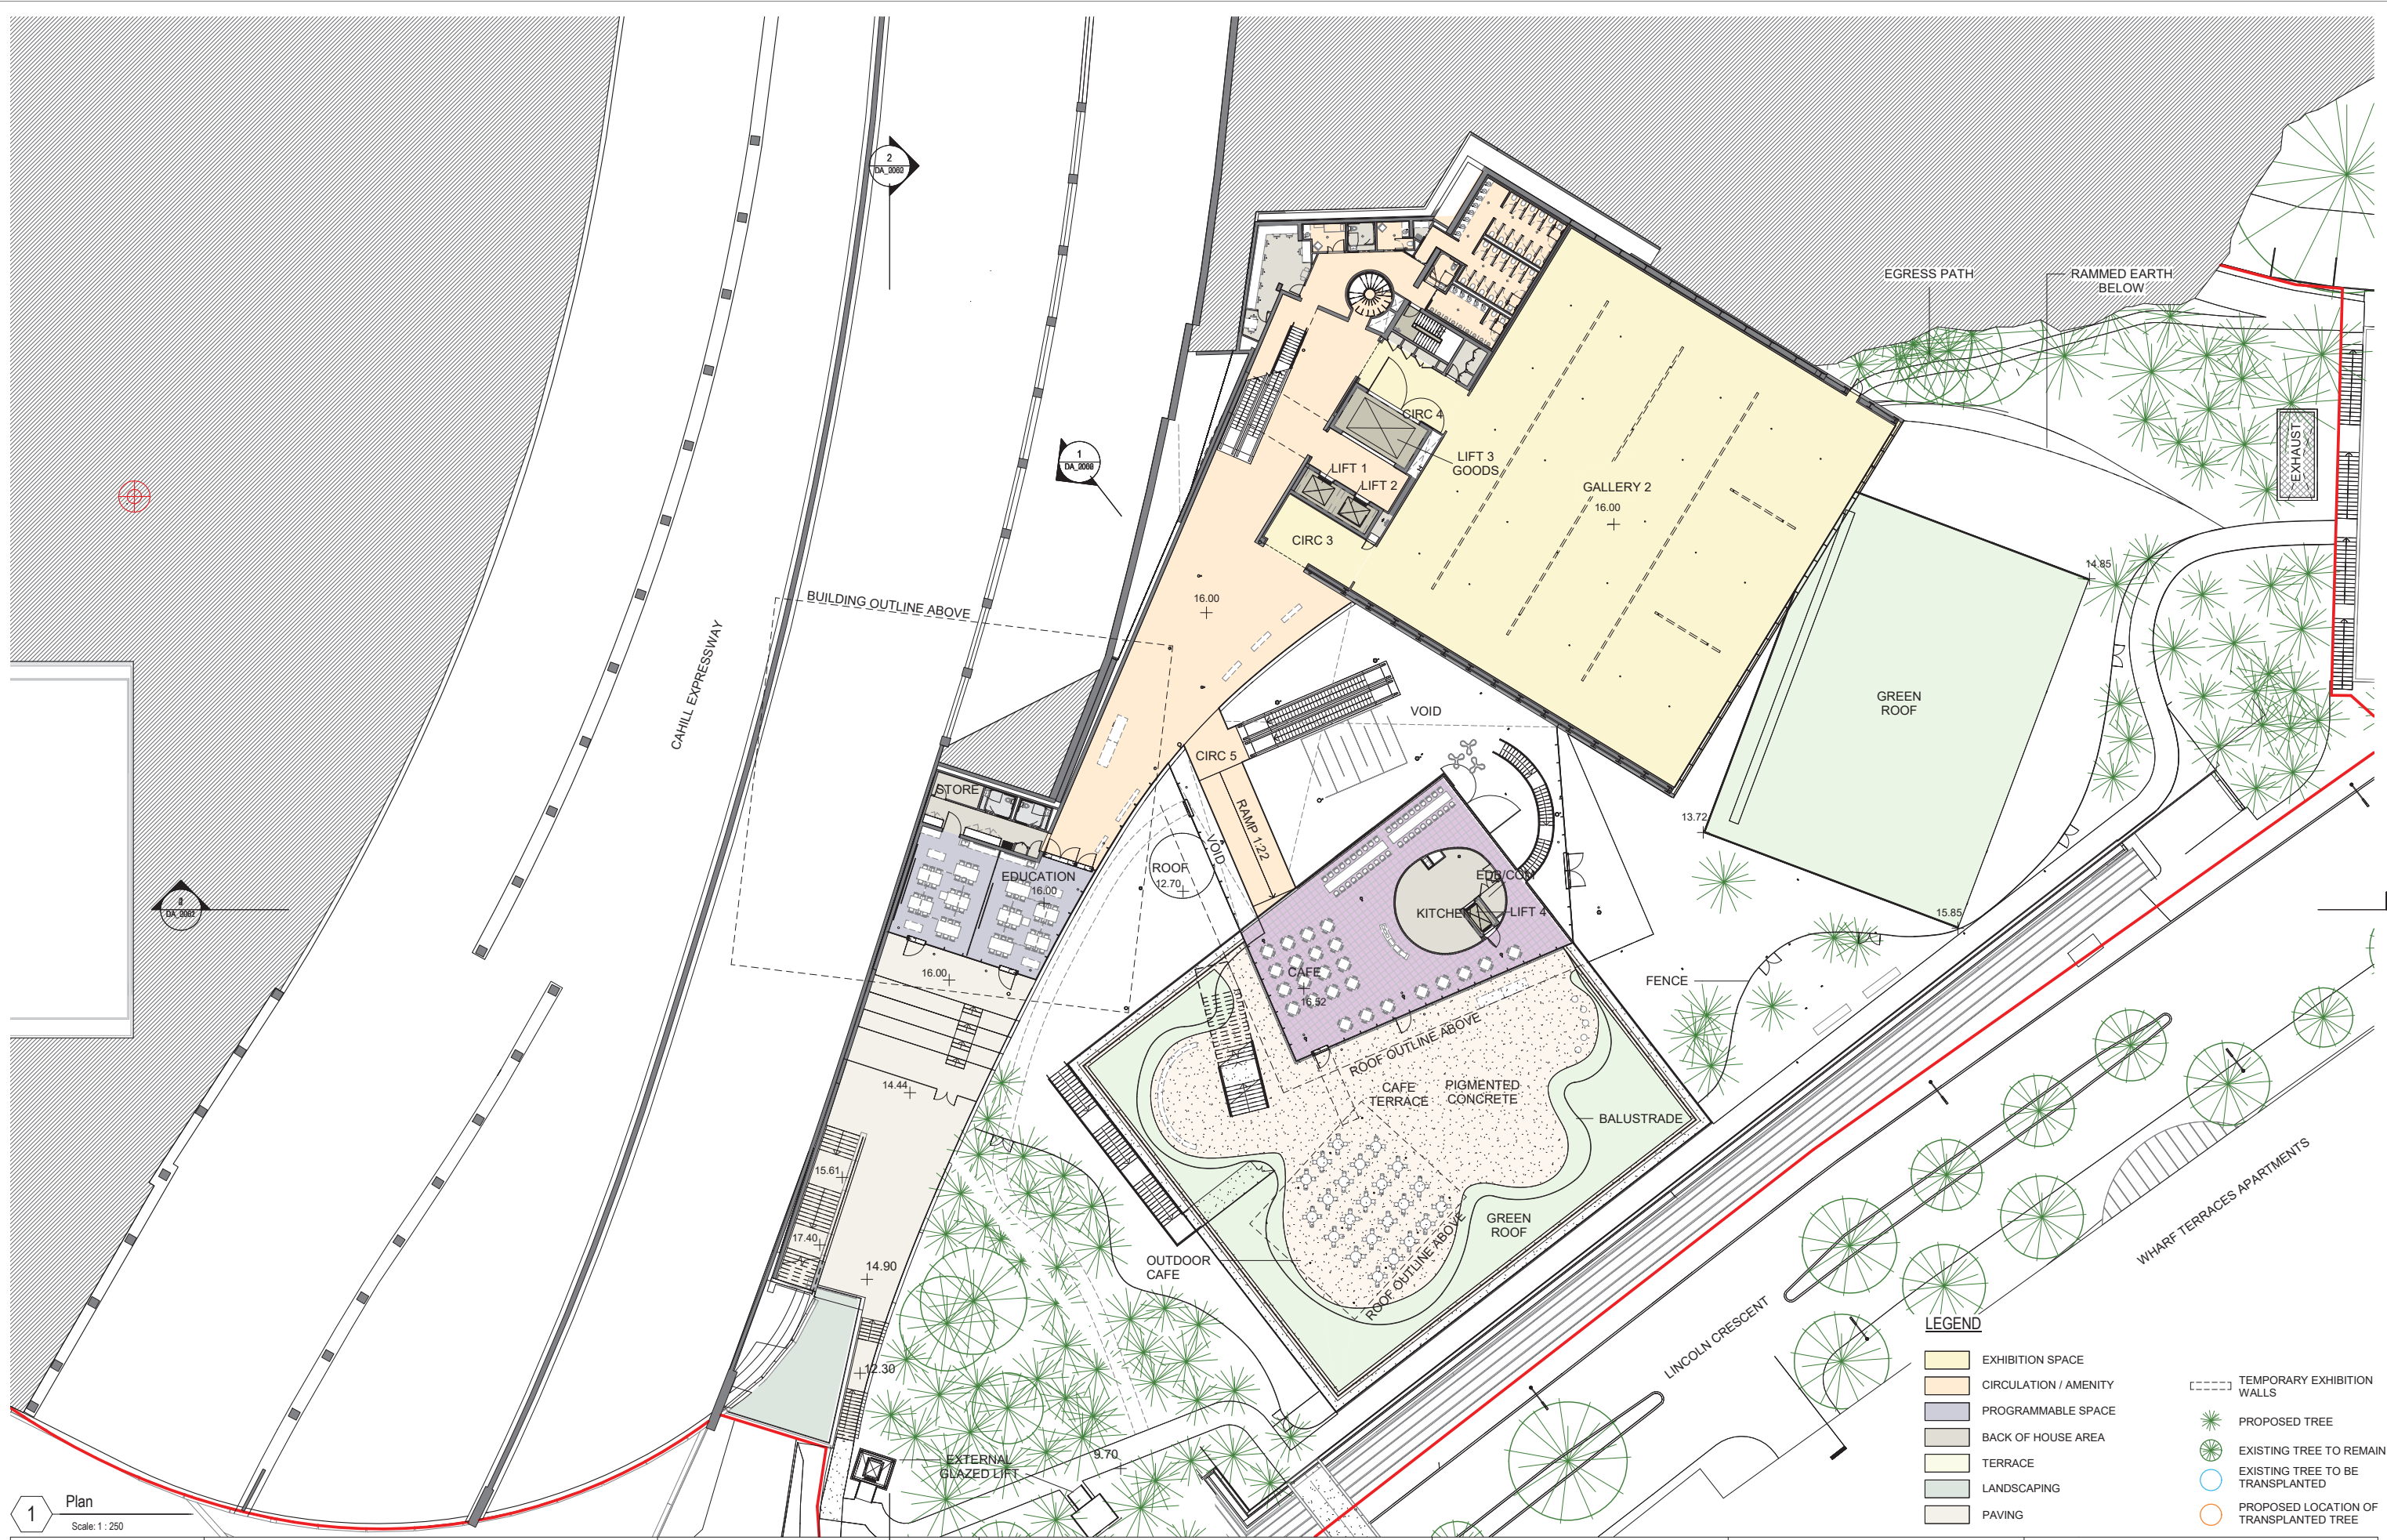 2
DA_2062
EGRESS PATH
RAMMED EARTH
BELOW
EXHAUST
CIRC 4
LIFT 3
GOODS
LIFT 1
LIFT 2
GALLERY 2
16.00
CIRC 3
1
14.85
BUILDING OUTLINE ABOVE
16.00
CAHILL EXPRESSWAY
GREEN
ROOF
VOID
CIRC 5
RAMP 1:22
VOID
STORE
13.72
ROOF
12.70
EDUCATION
16.00
KITCHEN
LIFT 4
15.85
DA_2062
CAFE
16.52
16.00
FENCE
ROOF OUTLINE ABOVE
14.44
CAFE
TERRACE
PIGMENTED
CONCRETE
BALUSTRADE
15.61
17.40
14.90
OUTDOOR
CAFE
GREEN
ROOF
ROOF OUTLINE ABOVE
12.30
9.70
EXTERNAL
GLAZED LIFT
LINCOLN CRESCENT
WHARF TERRACES APARTMENTS
LEGEND
EXHIBITION SPACE
CIRCULATION / AMENITY
PROGRAMMABLE SPACE
BACK OF HOUSE AREA
TERRACE
LANDSCAPING
PAVING
TEMPORARY EXHIBITION
WALLS
PROPOSED TREE
EXISTING TREE TO REMAIN
EXISTING TREE TO BE
TRANSPLANTED
PROPOSED LOCATION OF
TRANSPLANTED TREE
1
Plan
Scale: 1 : 250